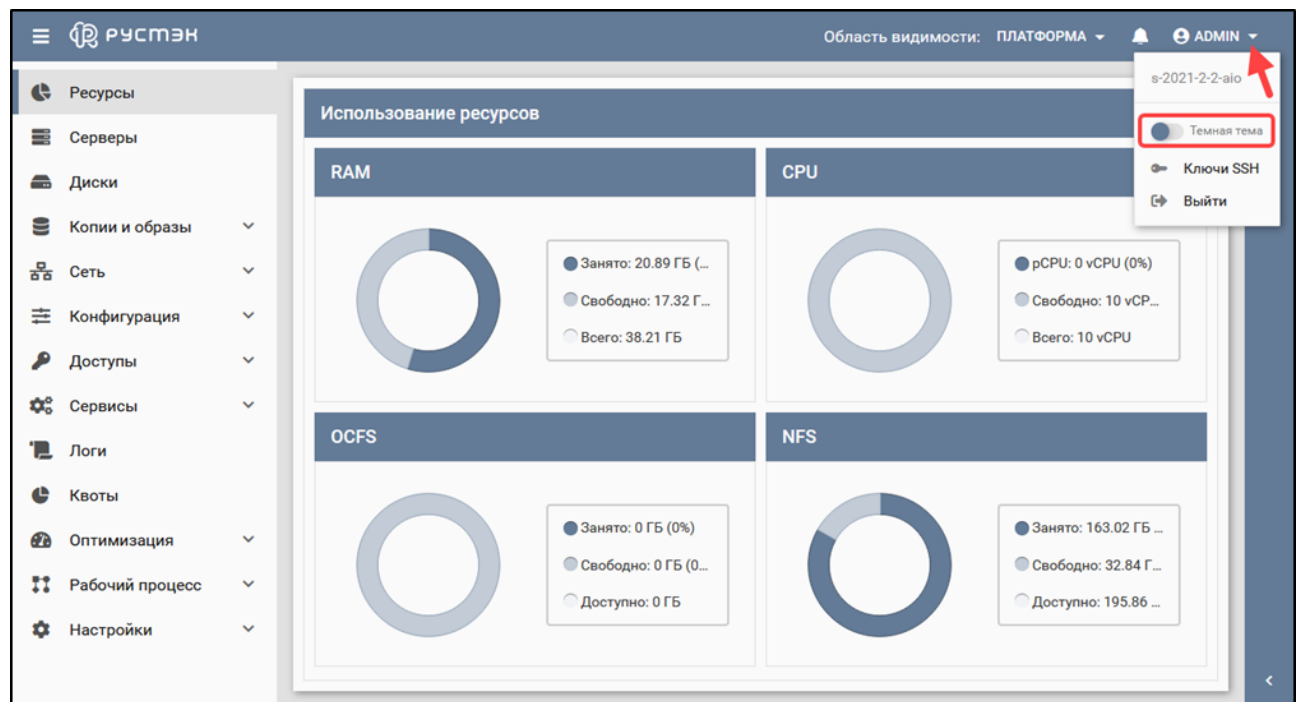 РУСТЭК
Область видимости: ПЛАТФОРМА
ADMIN
s-2021-2-2-aio
Темная тема
Ключи SSH
Выйти
Ресурсы
Серверы
Диски
Копии и образы
Сеть
Конфигурация
Доступы
Сервисы
Логи
Квоты
Оптимизация
Рабочий процесс
Настройки
Использование ресурсов
RAM
Занято: 20.89 ГБ (...
Свободно: 17.32 Г...
Всего: 38.21 ГБ
CPU
pCPU: 0 vCPU (0%)
Свободно: 10 vCP...
Всего: 10 vCPU
OCFS
Занято: 0 ГБ (0%)
Свободно: 0 ГБ (0...
Доступно: 0 ГБ
NFS
Занято: 163.02 ГБ ...
Свободно: 32.84 Г...
Доступно: 195.86 ...